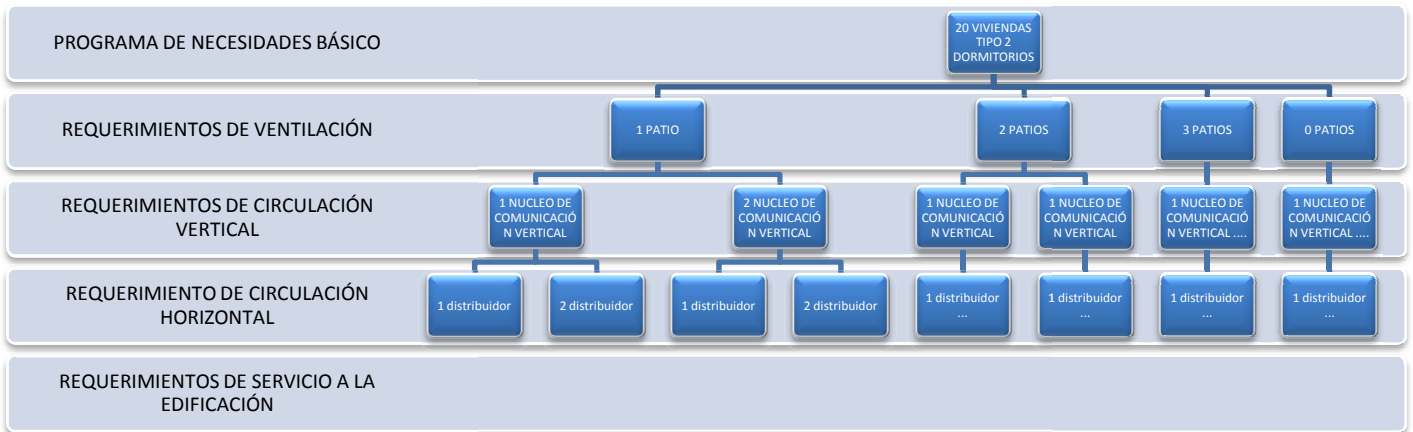 PROGRAMA DE NECESIDADES BÁSICO
20 VIVIENDAS
TIPO 2
DORMITORIOS
REQUERIMIENTOS DE VENTILACIÓN
1 PATIO
2 PATIOS
3 PATIOS
0 PATIOS
REQUERIMIENTOS DE CIRCULACIÓN
VERTICAL
1 NUCLEO DE
COMUNICACIÓ
N VERTICAL
2 NUCLEO DE
COMUNICACIÓ
N VERTICAL
1 NUCLEO DE
COMUNICACIÓ
N VERTICAL
1 NUCLEO DE
COMUNICACIÓ
N VERTICAL
1 NUCLEO DE
COMUNICACIÓ
N VERTICAL ....
1 NUCLEO DE
COMUNICACIÓ
N VERTICAL ....
REQUERIMIENTO DE CIRCULACIÓN
HORIZONTAL
1 distribuidor
2 distribuidor
1 distribuidor
2 distribuidor
1 distribuidor
...
1 distribuidor
...
1 distribuidor
...
1 distribuidor
...
REQUERIMIENTOS DE SERVICIO A LA
EDIFICACIÓN